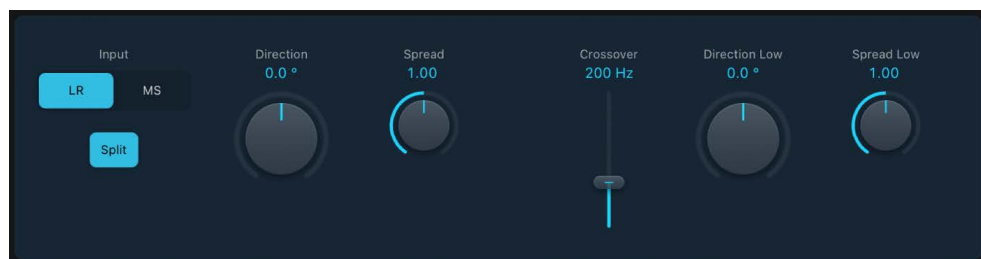 Input
LR MS
Split
Direction
0.0 °
Spread
1.00
Crossover
200 Hz
Direction Low
0.0 °
Spread Low
1.00